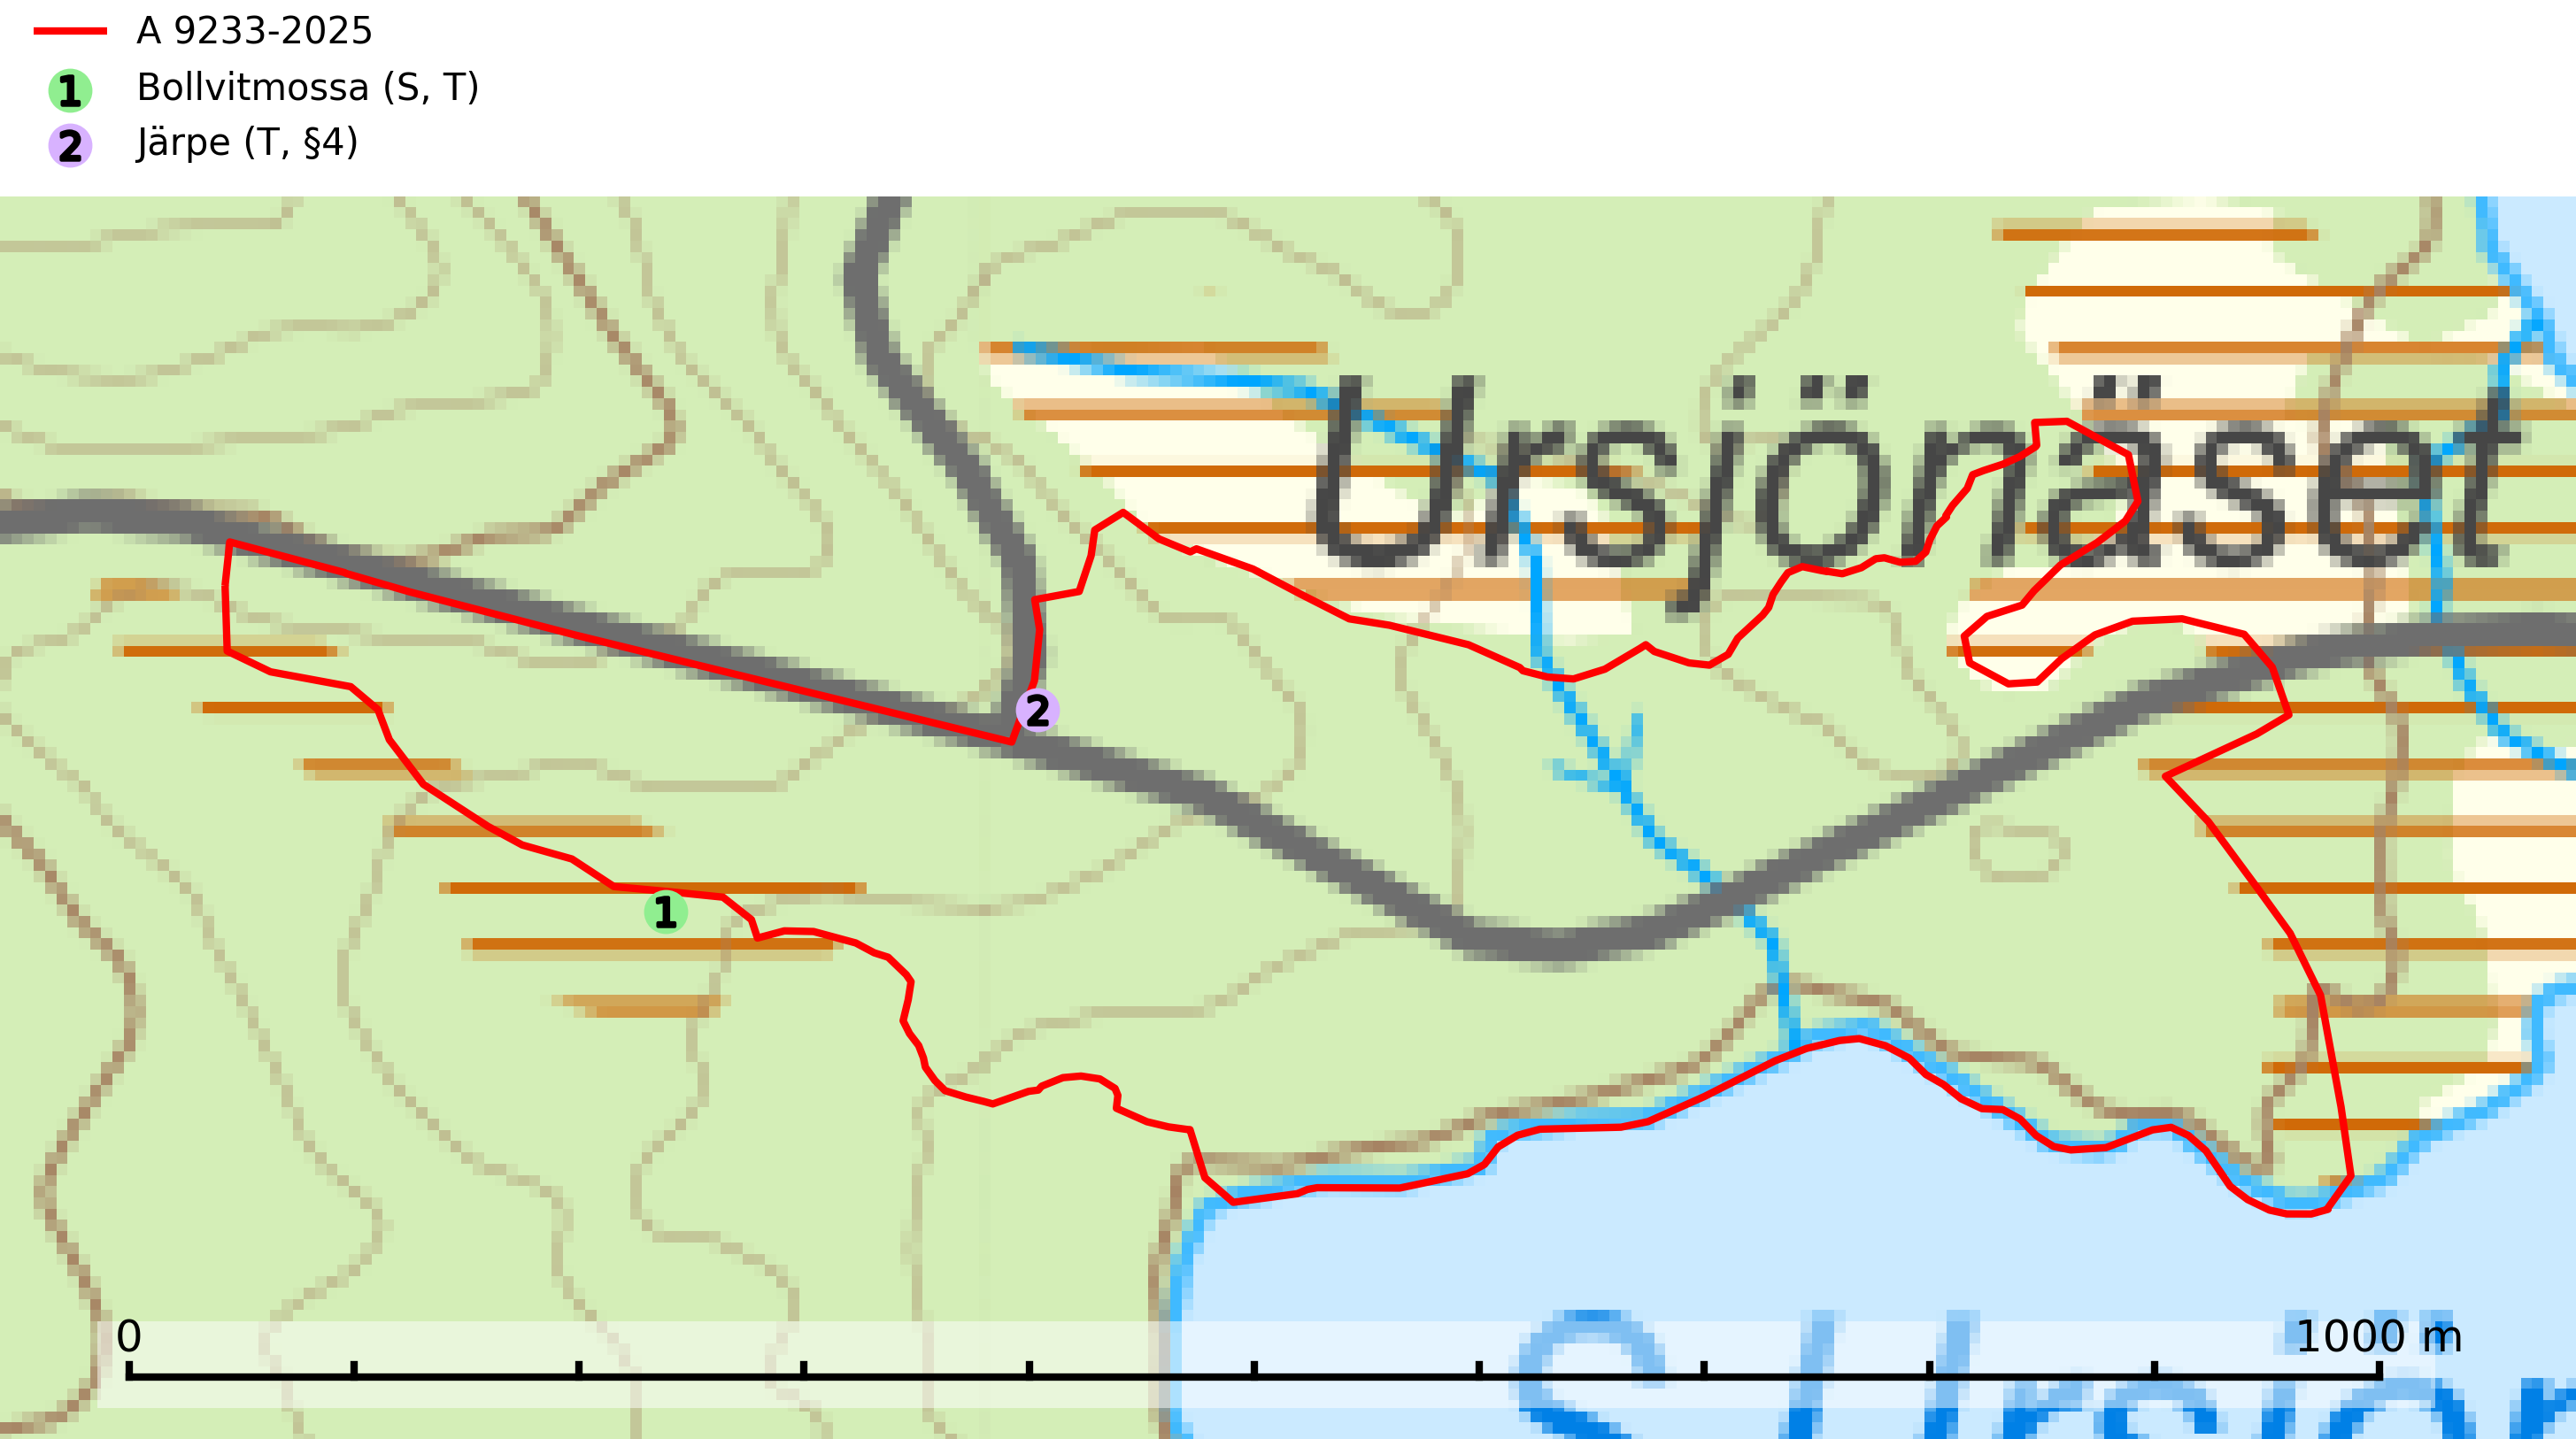 A 9233-2025
1 Bollvitmossa (S, T)
2 Järpe (T, §4)
Ursjönäset
2
1
0 1000 m